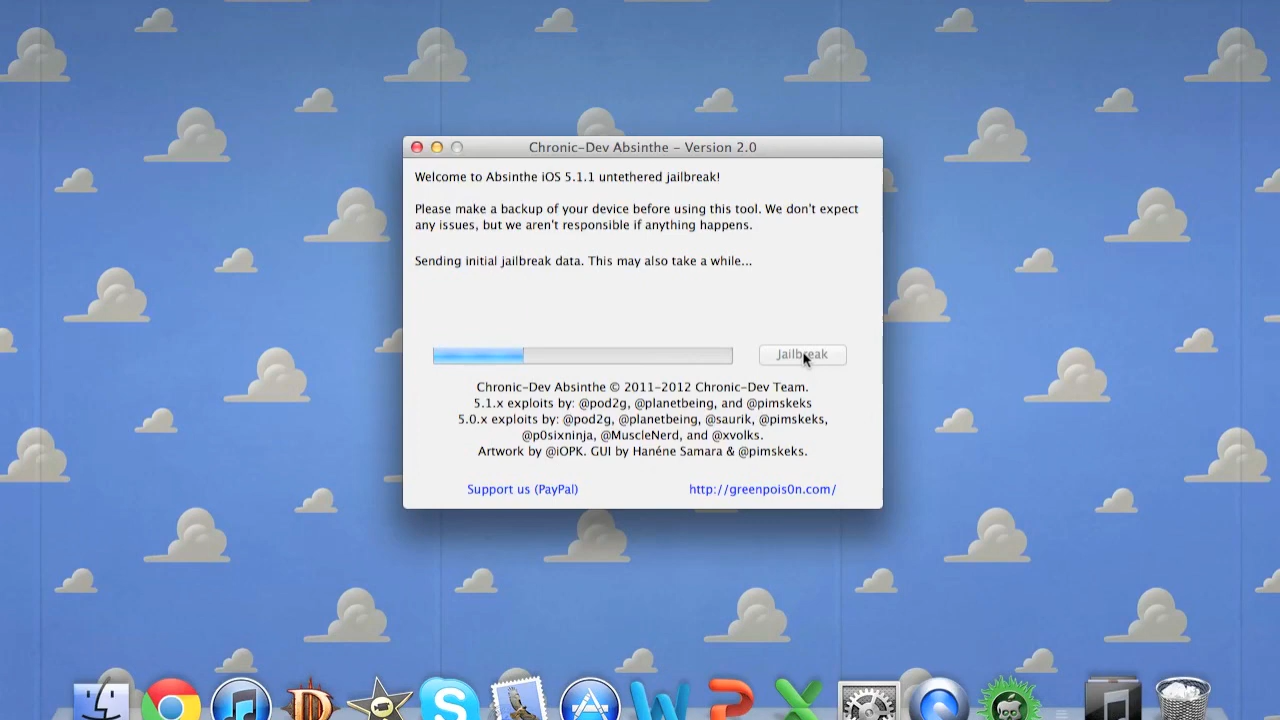 Chronic-Dev Absinthe – Version 2.0
Welcome to Absinthe iOS 5.1.1 untethered jailbreak!
Please make a backup of your device before using this tool. We don't expect
any issues, but we aren't responsible if anything happens.
Sending initial jailbreak data. This may also take a while...
Jailbreak
Chronic-Dev Absinthe © 2011-2012 Chronic-Dev Team.
5.1.x exploits by: @pod2g, @planetbeing, and @pimskeks
5.0.x exploits by: @pod2g, @planetbeing, @saurik, @pimskeks,
@p0sixninja, @MuscleNerd, and @xvolks.
Artwork by @iOPK. GUI by Hanéne Samara & @pimskeks.
Support us (PayPal)
http://greenpois0n.com/